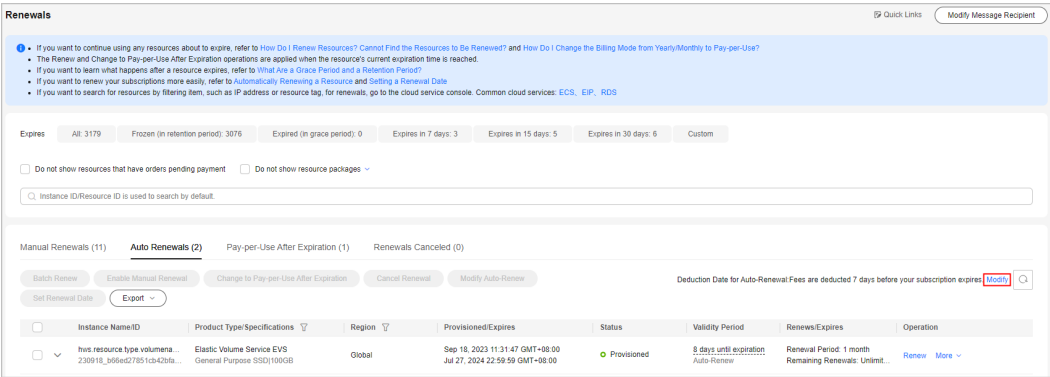 Renewals
Quick Links
Modify Message Recipient
If you want to continue using any resources about to expire, refer to How Do I Renew Resources? Cannot Find the Resources to Be Renewed? and How Do I Change the Billing Mode from Yearly/Monthly to Pay-per-Use?
The Renew and Change to Pay-per-Use After Expiration operations are applied when the resource's current expiration time is reached.
If you want to learn what happens after a resource expires, refer to What Are a Grace Period and a Retention Period?
If you want to renew your subscriptions more easily, refer to Automatically Renewing a Resource and Setting a Renewal Date
If you want to search for resources by filtering item, such as IP address or resource tag, for renewals, go to the cloud service console. Common cloud services: ECS、EIP、RDS
Expires All: 3179 Frozen (in retention period): 3076 Expired (in grace period): 0 Expires in 7 days: 3 Expires in 15 days: 5 Expires in 30 days: 6 Custom
Do not show resources that have orders pending payment Do not show resource packages
Instance ID/Resource ID is used to search by default.
Manual Renewals (11) Auto Renewals (2) Pay-per-Use After Expiration (1) Renewals Canceled (0)
Batch Renew Enable Manual Renewal Change to Pay-per-Use After Expiration Cancel Renewal Modify Auto-Renew
Deduction Date for Auto-Renewal Fees are deducted 7 days before your subscription expires. Modify
Set Renewal Date Export
Instance Name/ID Product Type/Specifications Region Provisioned/Expires Status Validity Period Renews/Expires Operation
hws.resource.type.volumena... Elastic Volume Service EVS Global Sep 18, 2023 11:31:47 GMT+08:00 Provisioned 8 days until expiration Renewal Period: 1 month Renew More
230918_b66ed27851cb42bfa... General Purpose SSD|100GB Jul 27, 2024 22:59:59 GMT+08:00 Auto-Renew Remaining Renewals: Unlimit...